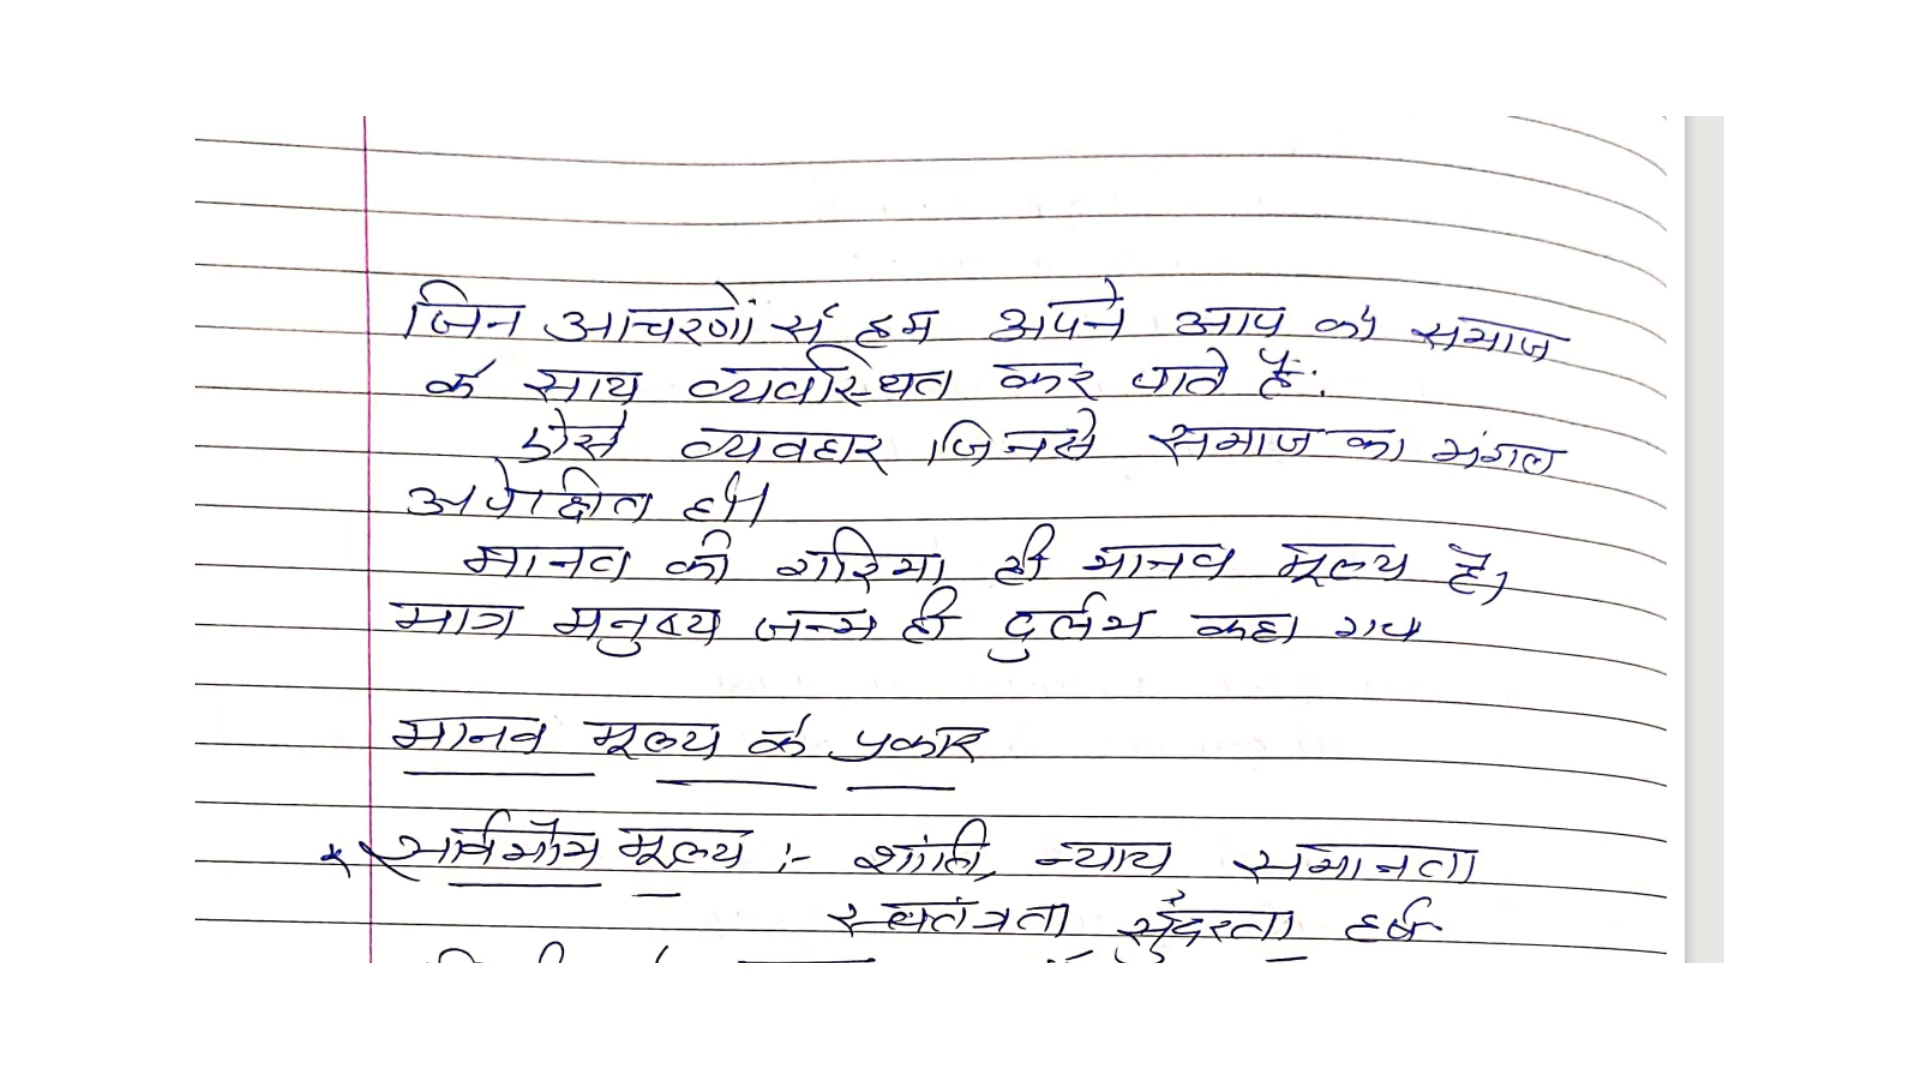 जिन आचरणों से हम अपने आप को समाज
के साथ व्यवस्थित कर पाते हैं.
ऐसे व्यवहार जिनसे समाज का मंगल
अपेक्षित हो।
मानव की गरिमा ही मानव मूल्य है,
मात्र मनुष्य जन्म ही दुर्लभ कहा गय
मानव मूल्य के प्रकार
* सार्वभौम मूल्य :- शांति, न्याय समानता
स्वतंत्रता सुंदरता हर्ष